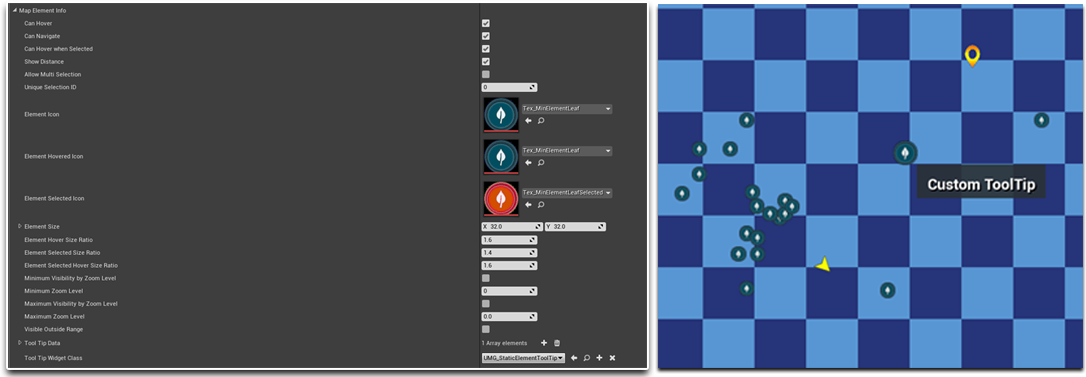 Map Element Info
Can Hover
Can Navigate
Can Hover when Selected
Show Distance
Allow Multi Selection
Unique Selection ID 0
Element Icon Tex_MinElementLeaf
Element Hovered Icon Tex_MinElementLeaf
Element Selected Icon Tex_MinElementLeafSelected
Element Size X 32.0 Y 32.0
Element Hover Size Ratio 1.6
Element Selected Size Ratio 1.4
Element Selected Hover Size Ratio 1.6
Minimum Visibility by Zoom Level
Minimum Zoom Level 0
Maximum Visibility by Zoom Level
Maximum Zoom Level 0.0
Visible Outside Range
Tool Tip Data 1 Array elements
Tool Tip Widget Class UMG_StaticElementToolTip
Custom ToolTip